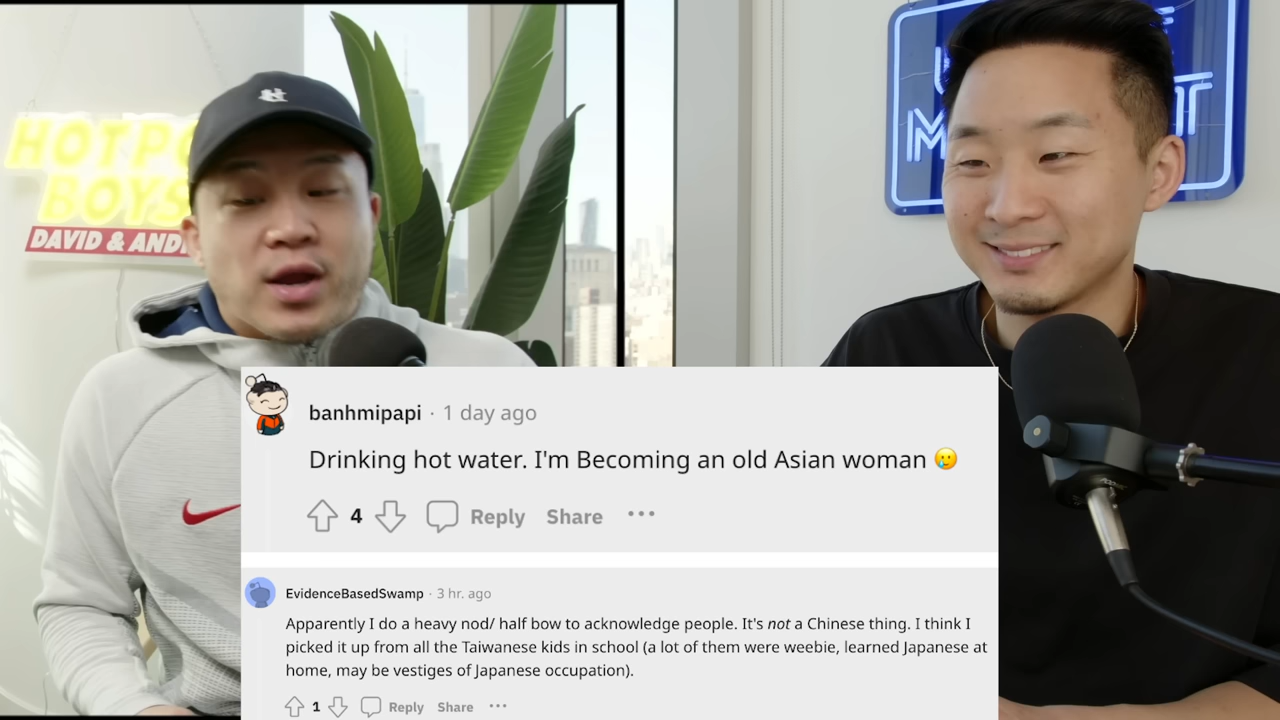 HOTPO
BOYS
DAVID & AND
M T
banhmipapi · 1 day ago
Drinking hot water. I'm Becoming an old Asian woman 🥲
4 Reply Share ···
EvidenceBasedSwamp · 3 hr. ago
Apparently I do a heavy nod/ half bow to acknowledge people. It's not a Chinese thing. I think I
picked it up from all the Taiwanese kids in school (a lot of them were weebie, learned Japanese at
home, may be vestiges of Japanese occupation).
1 Reply Share ···